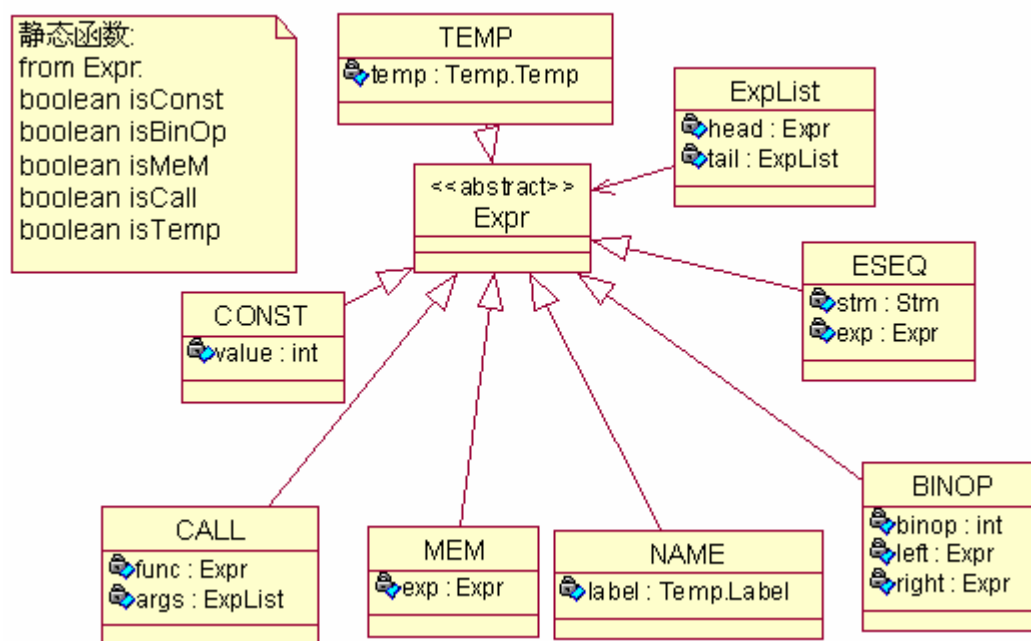 静态函数:
from Expr:
boolean isConst
boolean isBinOp
boolean isMeM
boolean isCall
boolean isTemp
TEMP
temp : Temp.Temp
ExpList
head : Expr
tail : ExpList
<<abstract>>
Expr
ESEQ
stm : Stm
exp : Expr
CONST
value : int
CALL
func : Expr
args : ExpList
MEM
exp : Expr
NAME
label : Temp.Label
BINOP
binop : int
left : Expr
right : Expr